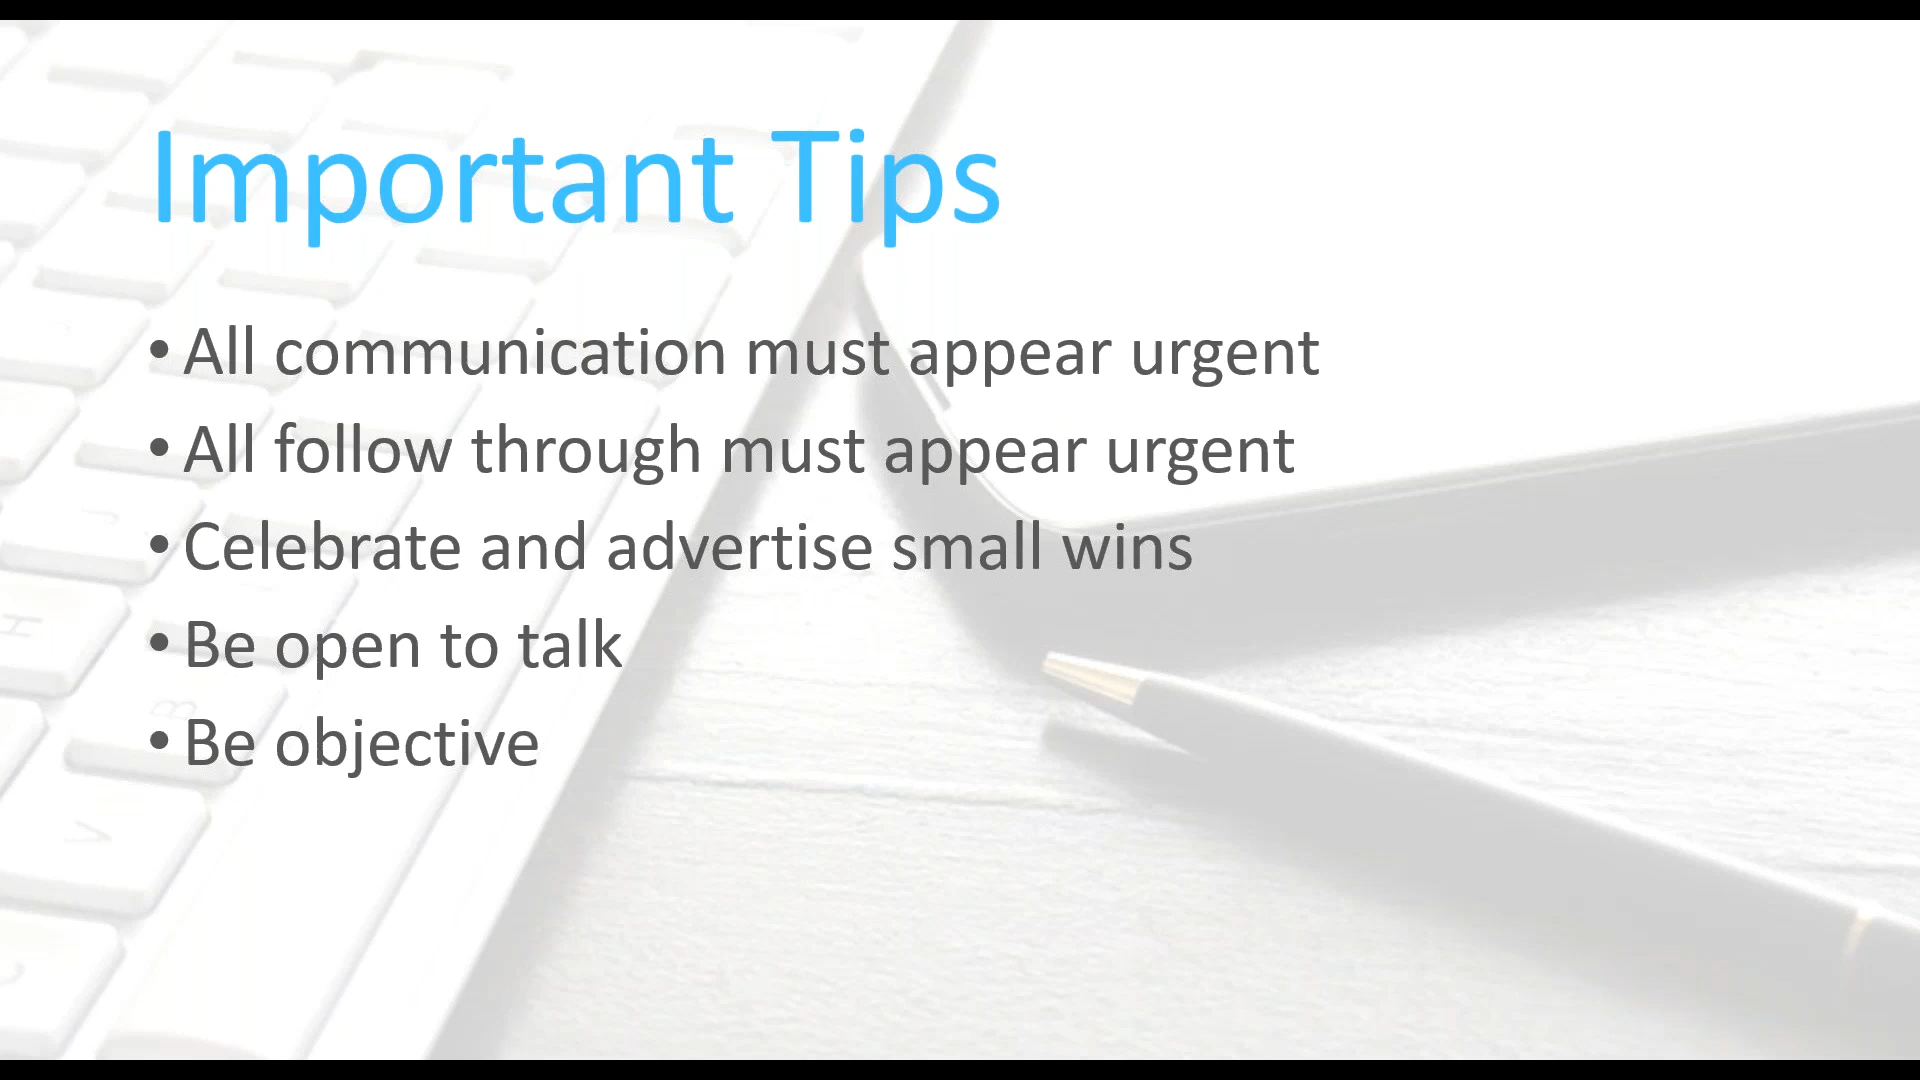 Important Tips
• All communication must appear urgent
• All follow through must appear urgent
• Celebrate and advertise small wins
• Be open to talk
• Be objective
H
B
V